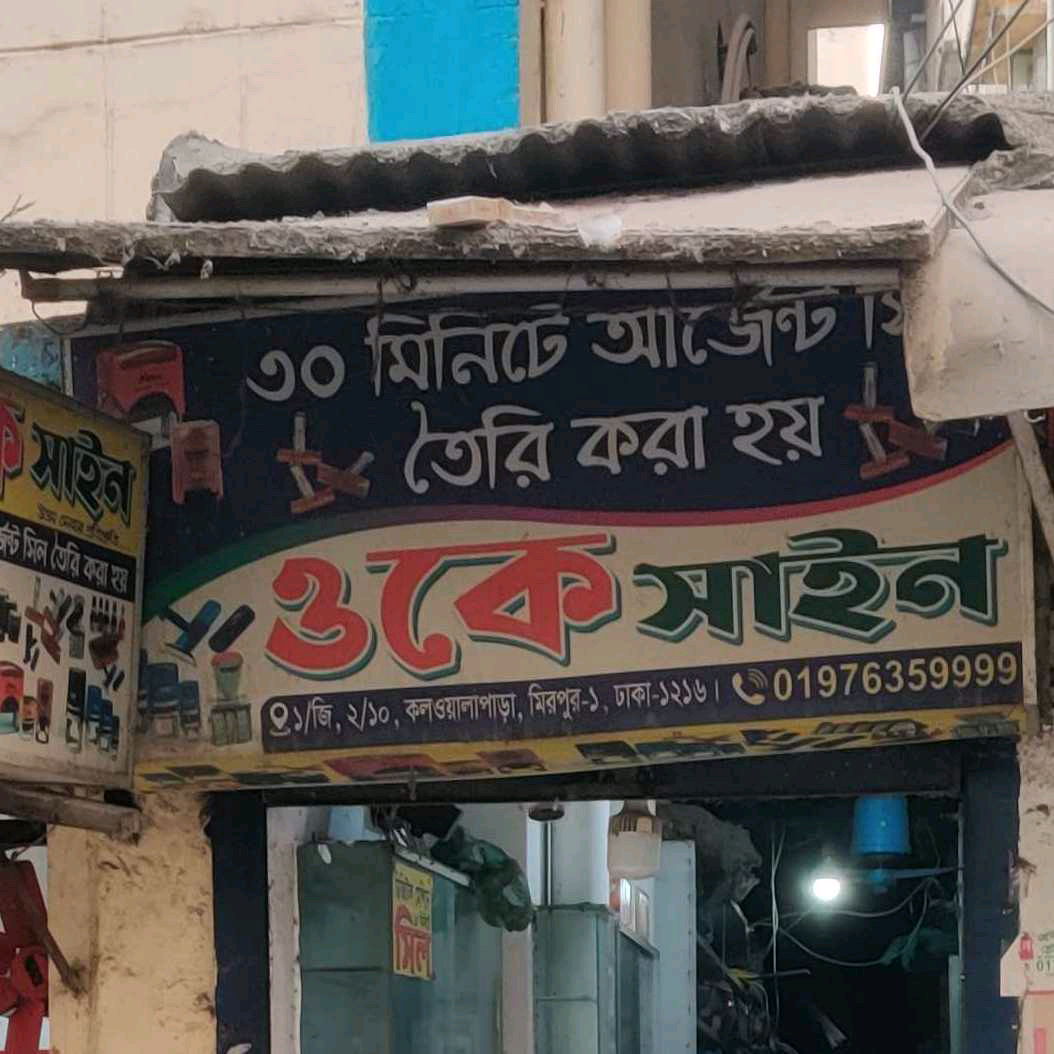 ৩০ মিনিটে আর্জেন্ট
তৈরি করা হয়
ওকে সাইন
১/জি, ২/১০, কলওয়ালাপাড়া, মিরপুর-১, ঢাকা-১২১৬। 01976359999
সাইন
সিল তৈরি করা হয়
সিল